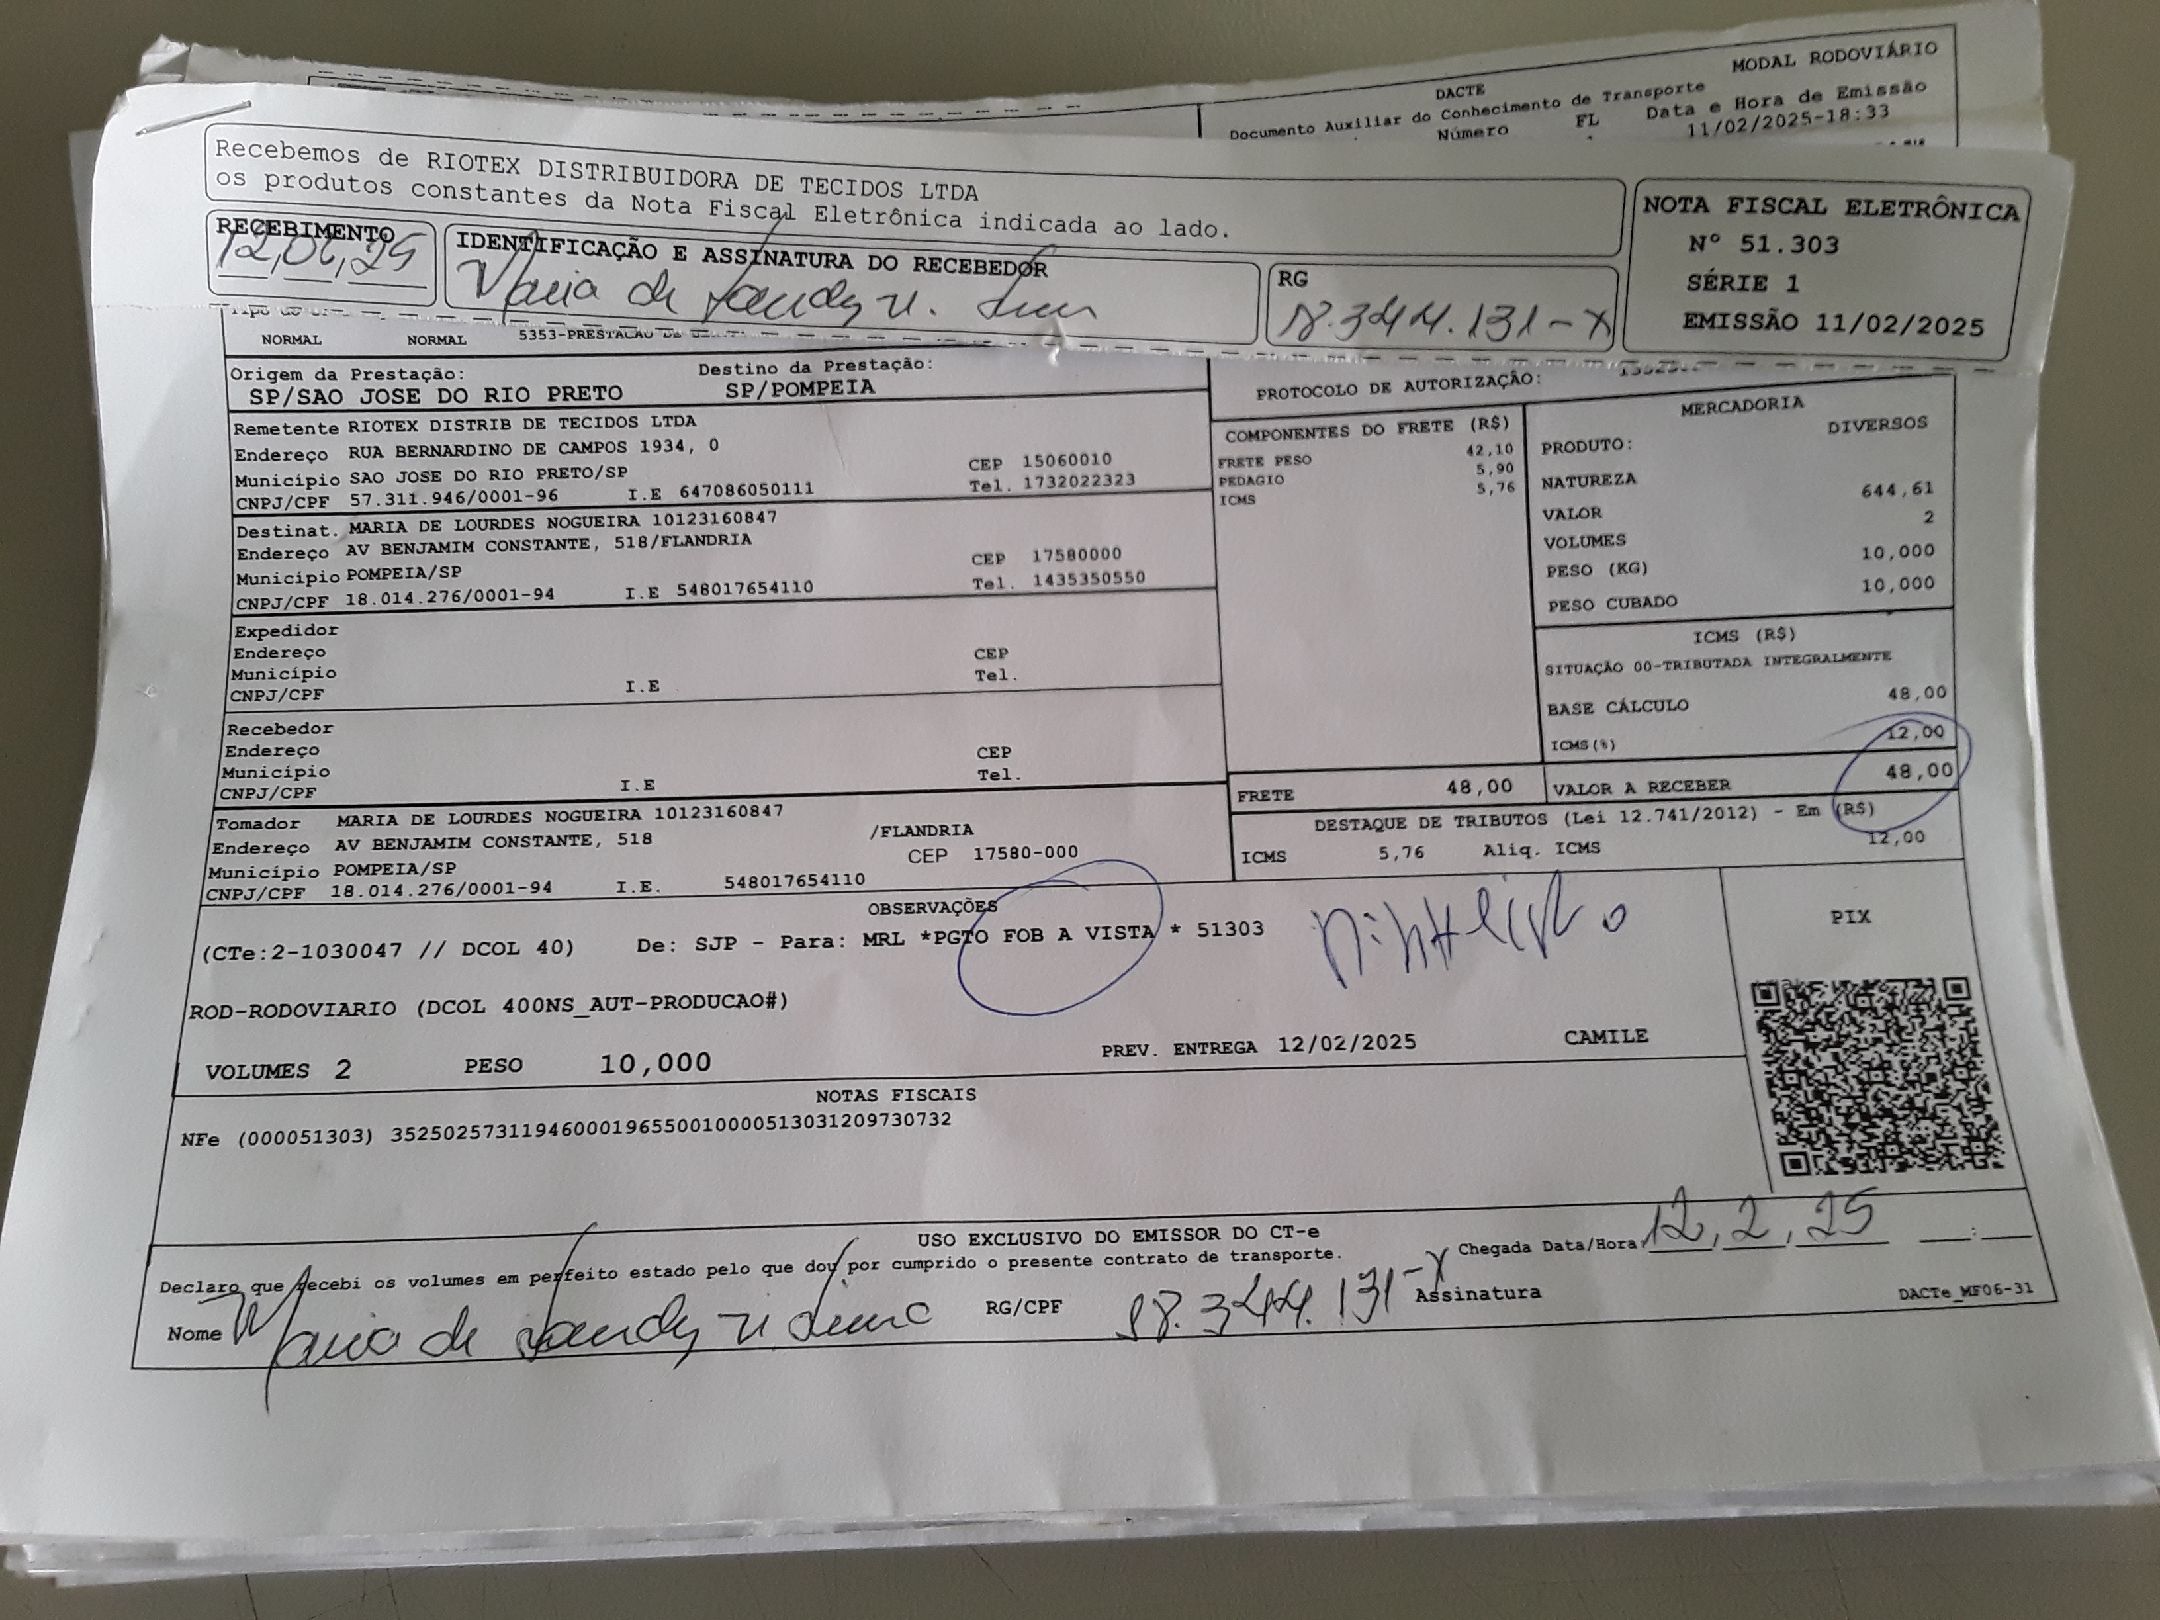 MODAL RODOVIÁRIO
DACTE
Documento Auxiliar do Conhecimento de Transporte
Data e Hora de Emissão
Número FL 11/02/2025-18:33
Recebemos de RIOTEX DISTRIBUIDORA DE TECIDOS LTDA
os produtos constantes da Nota Fiscal Eletrônica indicada ao lado.
NOTA FISCAL ELETRÔNICA
Nº 51.303
SÉRIE 1
EMISSÃO 11/02/2025
RECEBIMENTO
12,02,25
IDENTIFICAÇÃO E ASSINATURA DO RECEBEDOR
Maria de
RG
18.344.131-X
NORMAL NORMAL 5353-PRESTACAO DE
Origem da Prestação: Destino da Prestação:
SP/SAO JOSE DO RIO PRETO SP/POMPEIA
PROTOCOLO DE AUTORIZAÇÃO:
Remetente RIOTEX DISTRIB DE TECIDOS LTDA
Endereço RUA BERNARDINO DE CAMPOS 1934, 0
Município SAO JOSE DO RIO PRETO/SP CEP 15060010
CNPJ/CPF 57.311.946/0001-96 I.E 647086050111 Tel. 1732022323
Destinat. MARIA DE LOURDES NOGUEIRA 10123160847
Endereço AV BENJAMIM CONSTANTE, 518/FLANDRIA
Município POMPEIA/SP CEP 17580000
CNPJ/CPF 18.014.276/0001-94 I.E 548017654110 Tel. 1435350550
Expedidor
Endereço
Município CEP
CNPJ/CPF I.E Tel.
Recebedor
Endereço
Município CEP
CNPJ/CPF I.E Tel.
Tomador MARIA DE LOURDES NOGUEIRA 10123160847
Endereço AV BENJAMIM CONSTANTE, 518 /FLANDRIA
Município POMPEIA/SP CEP 17580-000
CNPJ/CPF 18.014.276/0001-94 I.E. 548017654110
COMPONENTES DO FRETE (R$)
FRETE PESO 42,10
PEDAGIO 5,90
ICMS 5,76
MERCADORIA
PRODUTO: DIVERSOS
NATUREZA
VALOR 644,61
VOLUMES 2
PESO (KG) 10,000
PESO CUBADO 10,000
ICMS (R$)
SITUAÇÃO 00-TRIBUTADA INTEGRALMENTE
BASE CÁLCULO 48,00
ICMS(%) 12,00
FRETE 48,00 VALOR A RECEBER 48,00
DESTAQUE DE TRIBUTOS (Lei 12.741/2012) - Em (R$)
ICMS 5,76 Aliq. ICMS 12,00
OBSERVAÇÕES
(CTe:2-1030047 // DCOL 40) De: SJP - Para: MRL *PGTO FOB A VISTA * 51303
PIX
ROD-RODOVIARIO (DCOL 400NS_AUT-PRODUCAO#)
VOLUMES 2 PESO 10,000 PREV. ENTREGA 12/02/2025 CAMILE
NOTAS FISCAIS
NFe (000051303) 35250257311946000196550010000513031209730732
USO EXCLUSIVO DO EMISSOR DO CT-e
Declaro que recebi os volumes em perfeito estado pelo que dou por cumprido o presente contrato de transporte.
Chegada Data/Hora 12, 2, 25 :
Nome Maria de
RG/CPF 18.344.131-X Assinatura
DACTe_MF06-31